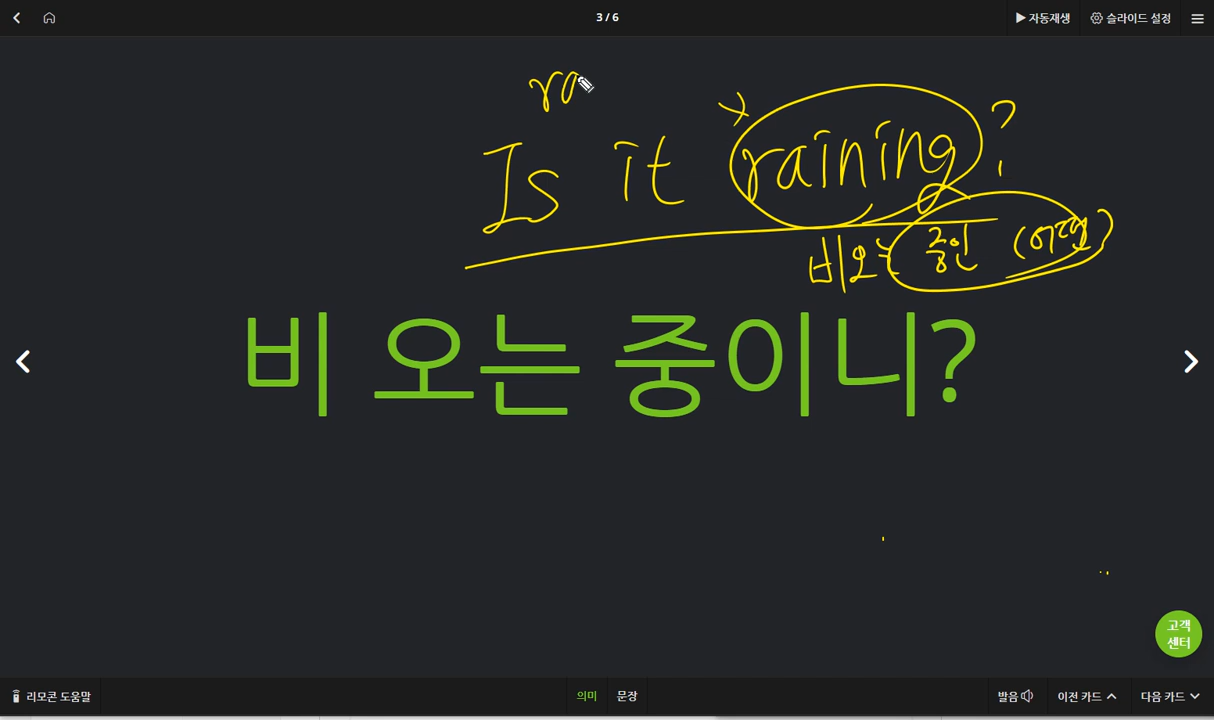 3 / 6
자동재생
슬라이드 설정
ra
Is it raining?
비오는 중인 (여정)
비 오는 중이니?
고객
센터
리모콘 도움말
의미
문장
발음
이전 카드
다음 카드